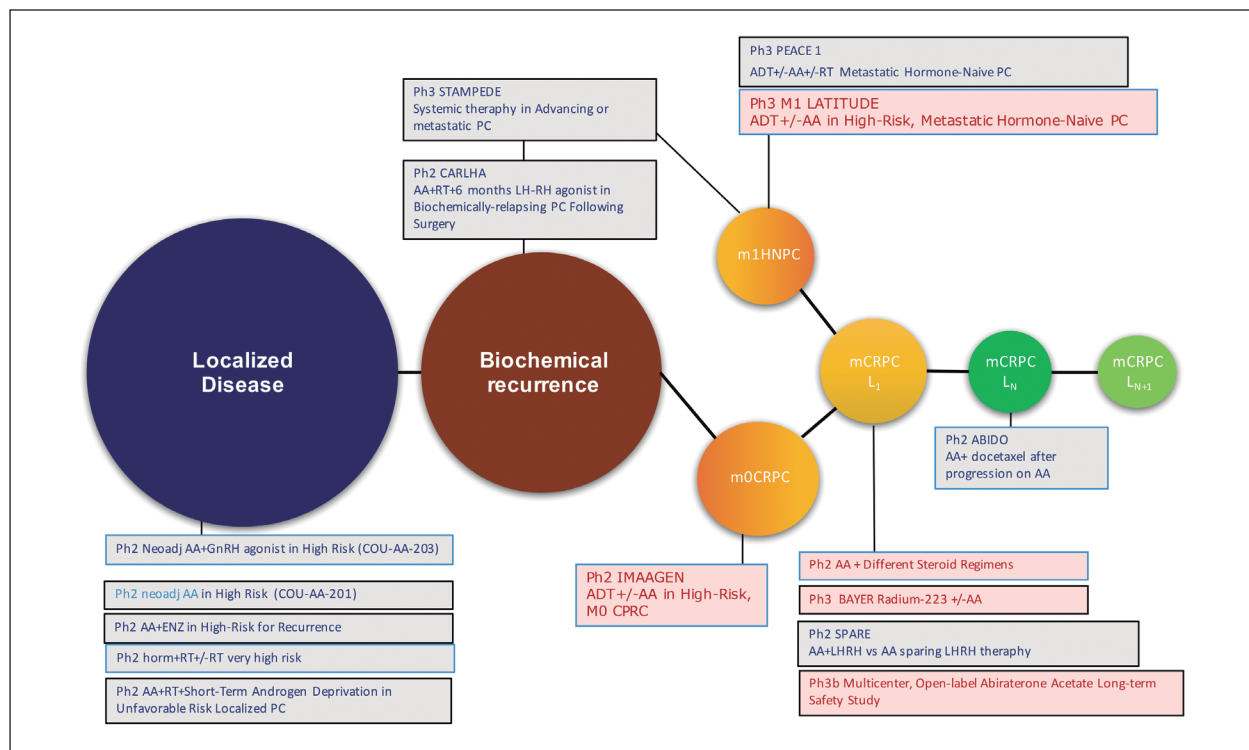 Ph3 PEACE 1
ADT+/-AA+/-RT Metastatic Hormone-Naive PC
Ph3 M1 LATITUDE
ADT+/-AA in High-Risk, Metastatic Hormone-Naive PC
Ph3 STAMPEDE
Systemic theraphy in Advancing or
metastatic PC
Ph2 CARLHA
AA+RT+6 months LH-RH agonist in
Biochemically-relapsing PC Following
Surgery
m1HNPC
Localized
Disease
Biochemical
recurrence
mCRPC
L1
mCRPC
LN
mCRPC
LN+1
m0CRPC
Ph2 ABIDO
AA+ docetaxel after
progression on AA
Ph2 Neoadj AA+GnRH agonist in High Risk (COU-AA-203)
Ph2 neoadj AA in High Risk (COU-AA-201)
Ph2 AA+ENZ in High-Risk for Recurrence
Ph2 horm+RT+/-RT very high risk
Ph2 AA+RT+Short-Term Androgen Deprivation in
Unfavorable Risk Localized PC
Ph2 IMAAGEN
ADT+/-AA in High-Risk,
M0 CPRC
Ph2 AA + Different Steroid Regimens
Ph3 BAYER Radium-223 +/-AA
Ph2 SPARE
AA+LHRH vs AA sparing LHRH theraphy
Ph3b Multicenter, Open-label Abiraterone Acetate Long-term
Safety Study